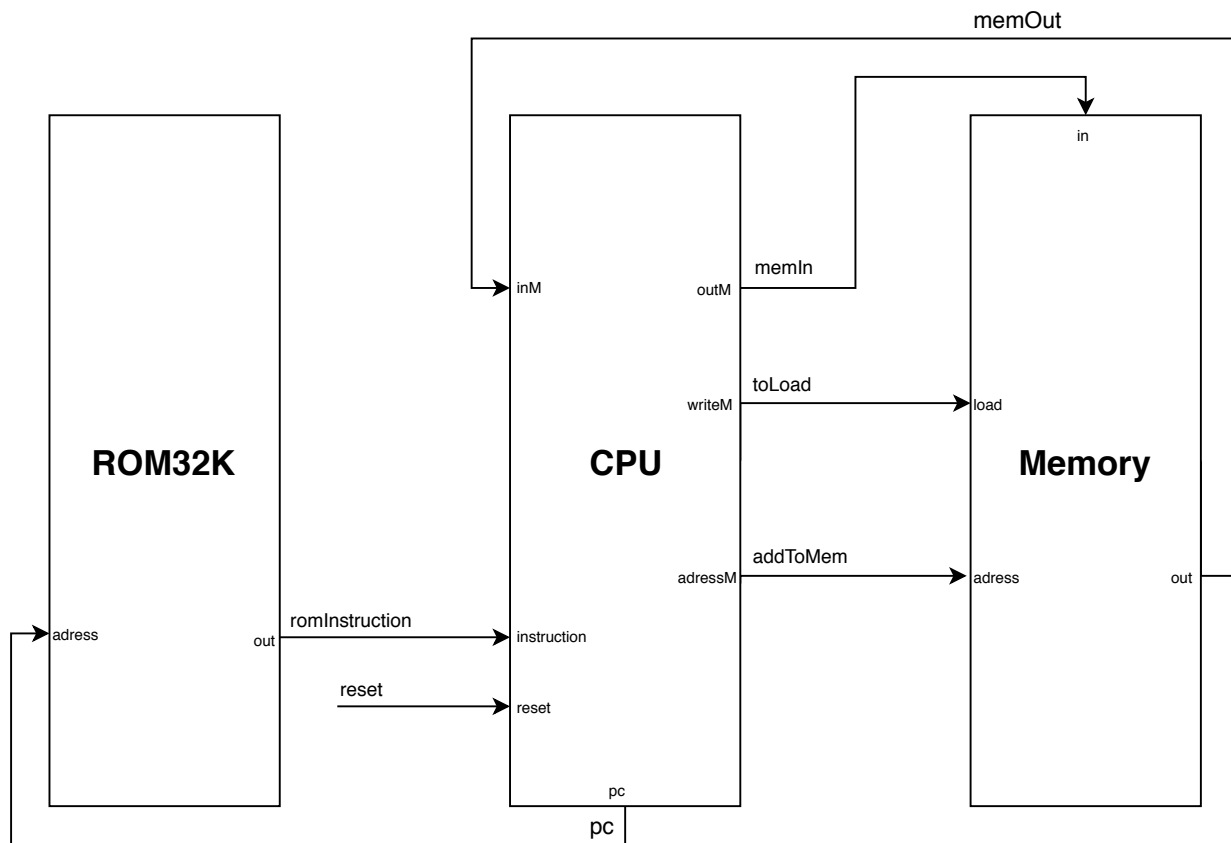 memOut
in
memIn
inM
outM
toLoad
writeM
load
ROM32K
CPU
Memory
addToMem
adressM
adress
out
romInstruction
adress
out
instruction
reset
reset
pc
pc